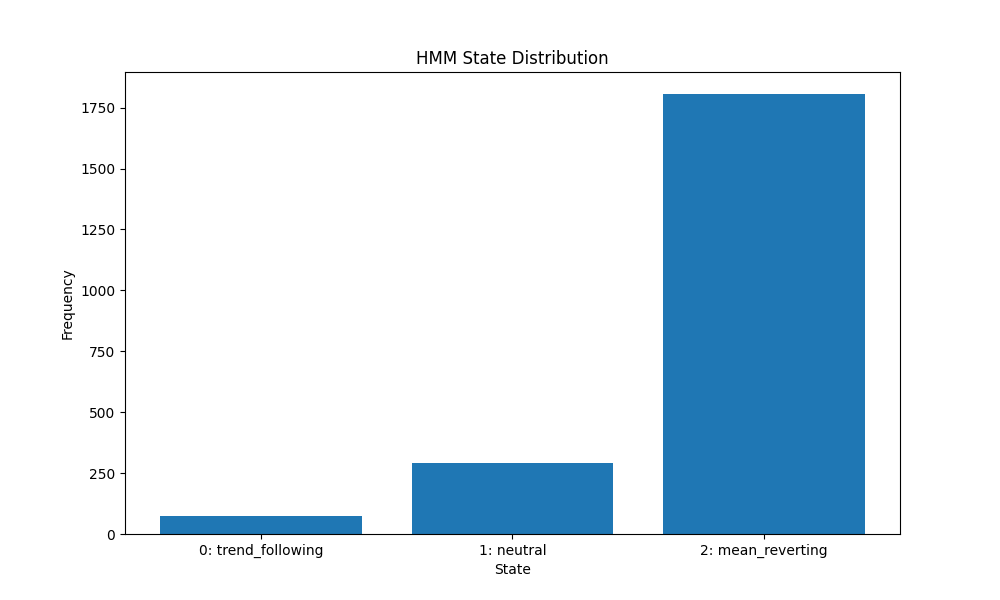 HMM State Distribution
Frequency
1750
1500
1250
1000
750
500
250
0
0: trend_following 1: neutral 2: mean_reverting
State